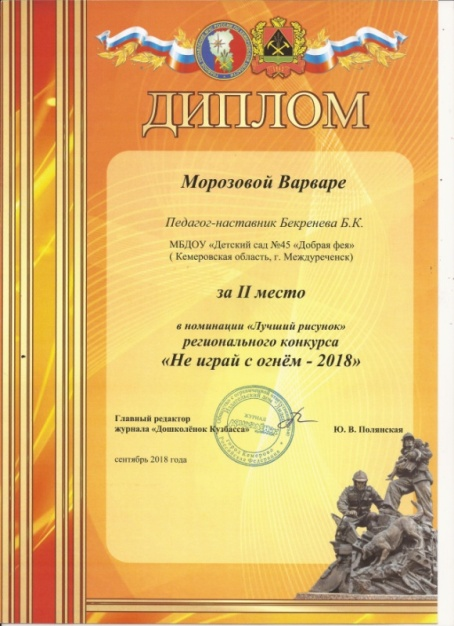 ДИПЛОМ
Морозовой Варваре
Педагог-наставник Бекренева Б.К.
МБДОУ «Детский сад №45 «Добрая фея»
( Кемеровская область, г. Междуреченск)
за II место
в номинации «Лучший рисунок»
регионального конкурса
«Не играй с огнём - 2018»
Главный редактор
журнала «Дошколёнок Кузбасса»
Ю. В. Полянская
сентябрь 2018 года